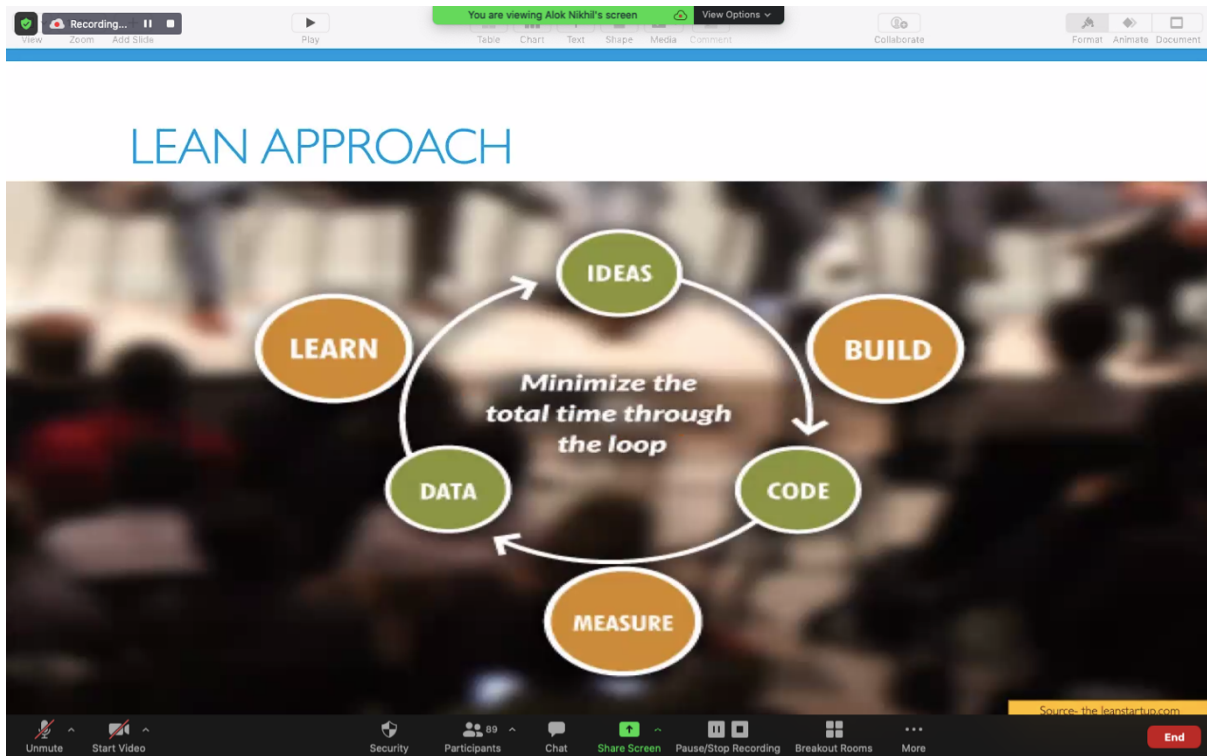 Recording...
You are viewing Alok Nikhil's screen
View Options
View
Zoom
Add Slide
Play
Table
Chart
Text
Shape
Media
Comment
Collaborate
Format
Animate
Document
LEAN APPROACH
IDEAS
LEARN
BUILD
Minimize the
total time through
the loop
DATA
CODE
MEASURE
Source- the leanstartup.com
Unmute
Start Video
Security
89
Participants
Chat
Share Screen
Pause/Stop Recording
Breakout Rooms
More
End